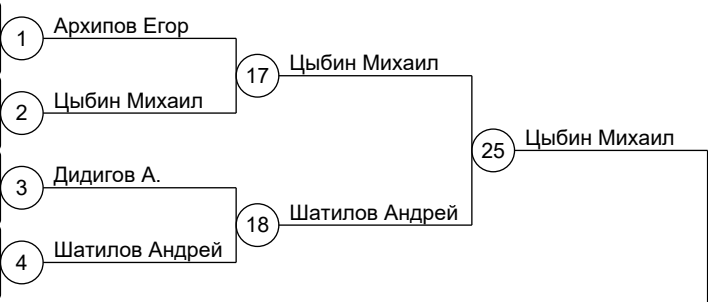 1 Архипов Егор
17 Цыбин Михаил
2 Цыбин Михаил
25 Цыбин Михаил
3 Дидигов А.
18 Шатилов Андрей
4 Шатилов Андрей